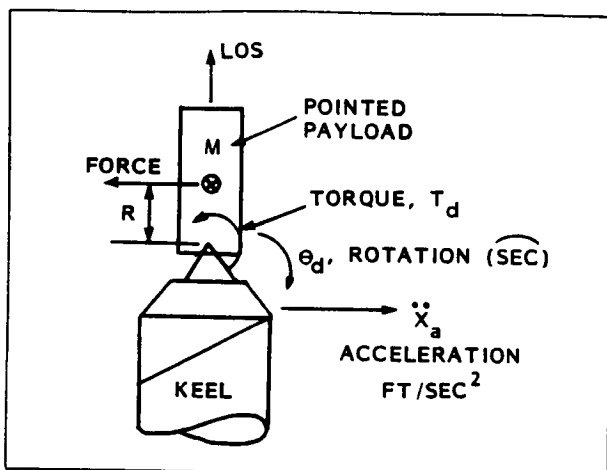 LOS
POINTED
PAYLOAD
M
FORCE
R
TORQUE, T_d
θ_d, ROTATION (SEC)
Ẍ_a
ACCELERATION
FT/SEC²
KEEL